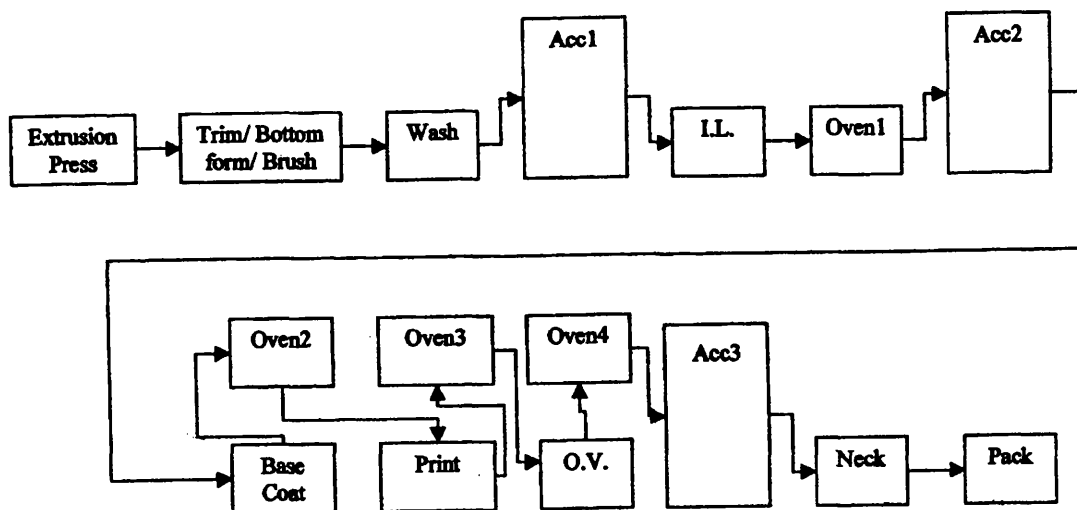 Extrusion
Press
Trim/ Bottom
form/ Brush
Wash
Acc1
I.L.
Oven1
Acc2
Base
Coat
Oven2
Print
Oven3
O.V.
Oven4
Acc3
Neck
Pack